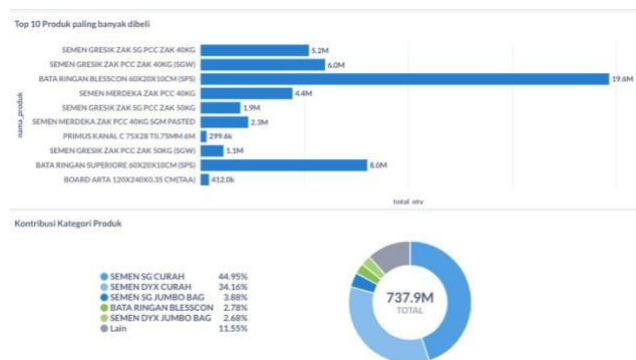 Top 10 Produk paling banyak dibeli
nama_produk
SEMEN GRESIK ZAK SG PCC ZAK 40KG 5.2M
SEMEN GRESIK ZAK PCC ZAK 40KG (SGW) 6.0M
BATA RINGAN BLESSCON 60X20X10CM (SPS) 19.6M
SEMEN MERDEKA ZAK PCC 40KG 4.4M
SEMEN GRESIK ZAK SG PCC ZAK 50KG 1.9M
SEMEN MERDEKA ZAK PCC 40KG SGM PASTED 2.3M
PRIMUS KANAL C 75X28 T0.75MM 6M 299.6k
SEMEN GRESIK ZAK PCC ZAK 50KG (SGW) 1.1M
BATA RINGAN SUPERIORE 60X20X10CM (SPS) 8.0M
BOARD ARTA 120X240X0.35 CM(TAA) 412.0k
total_qty
Kontribusi Kategori Produk
SEMEN SG CURAH 44.95%
SEMEN DYX CURAH 34.16%
SEMEN SG JUMBO BAG 3.88%
BATA RINGAN BLESSCON 2.78%
SEMEN DYX JUMBO BAG 2.68%
Lain 11.55%
737.9M
TOTAL